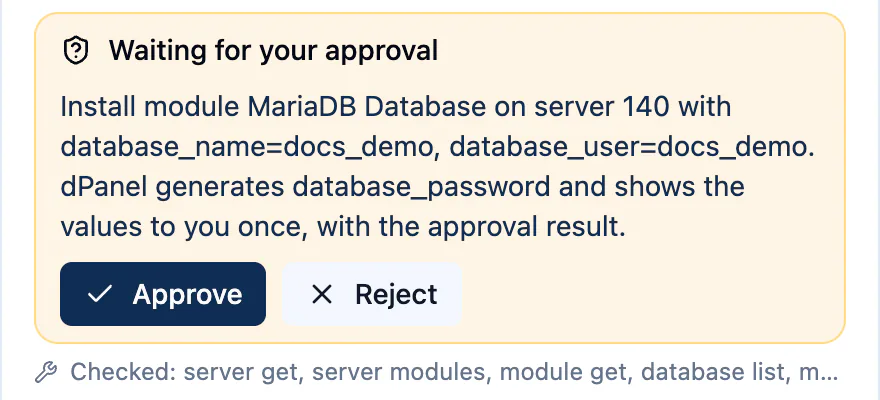 Waiting for your approval
Install module MariaDB Database on server 140 with
database_name=docs_demo, database_user=docs_demo.
dPanel generates database_password and shows the
values to you once, with the approval result.
Approve
Reject
Checked: server get, server modules, module get, database list, m...